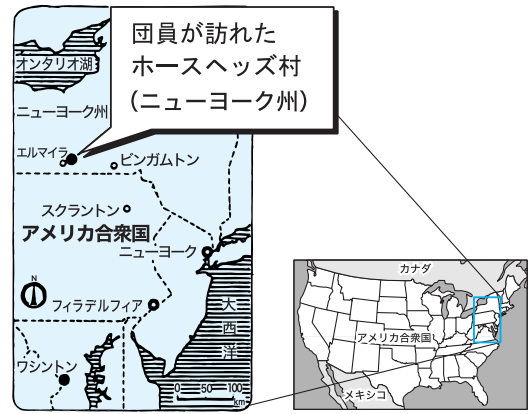 団員が訪れた
ホースヘッズ村
(ニューヨーク州)
オンタリオ湖
ニューヨーク州
エルマイラ
ビンガムトン
スクラントン
アメリカ合衆国
ニューヨーク
N
フィラデルフィア
大西洋
ワシントン
0 50 100
km
カナダ
アメリカ合衆国
メキシコ